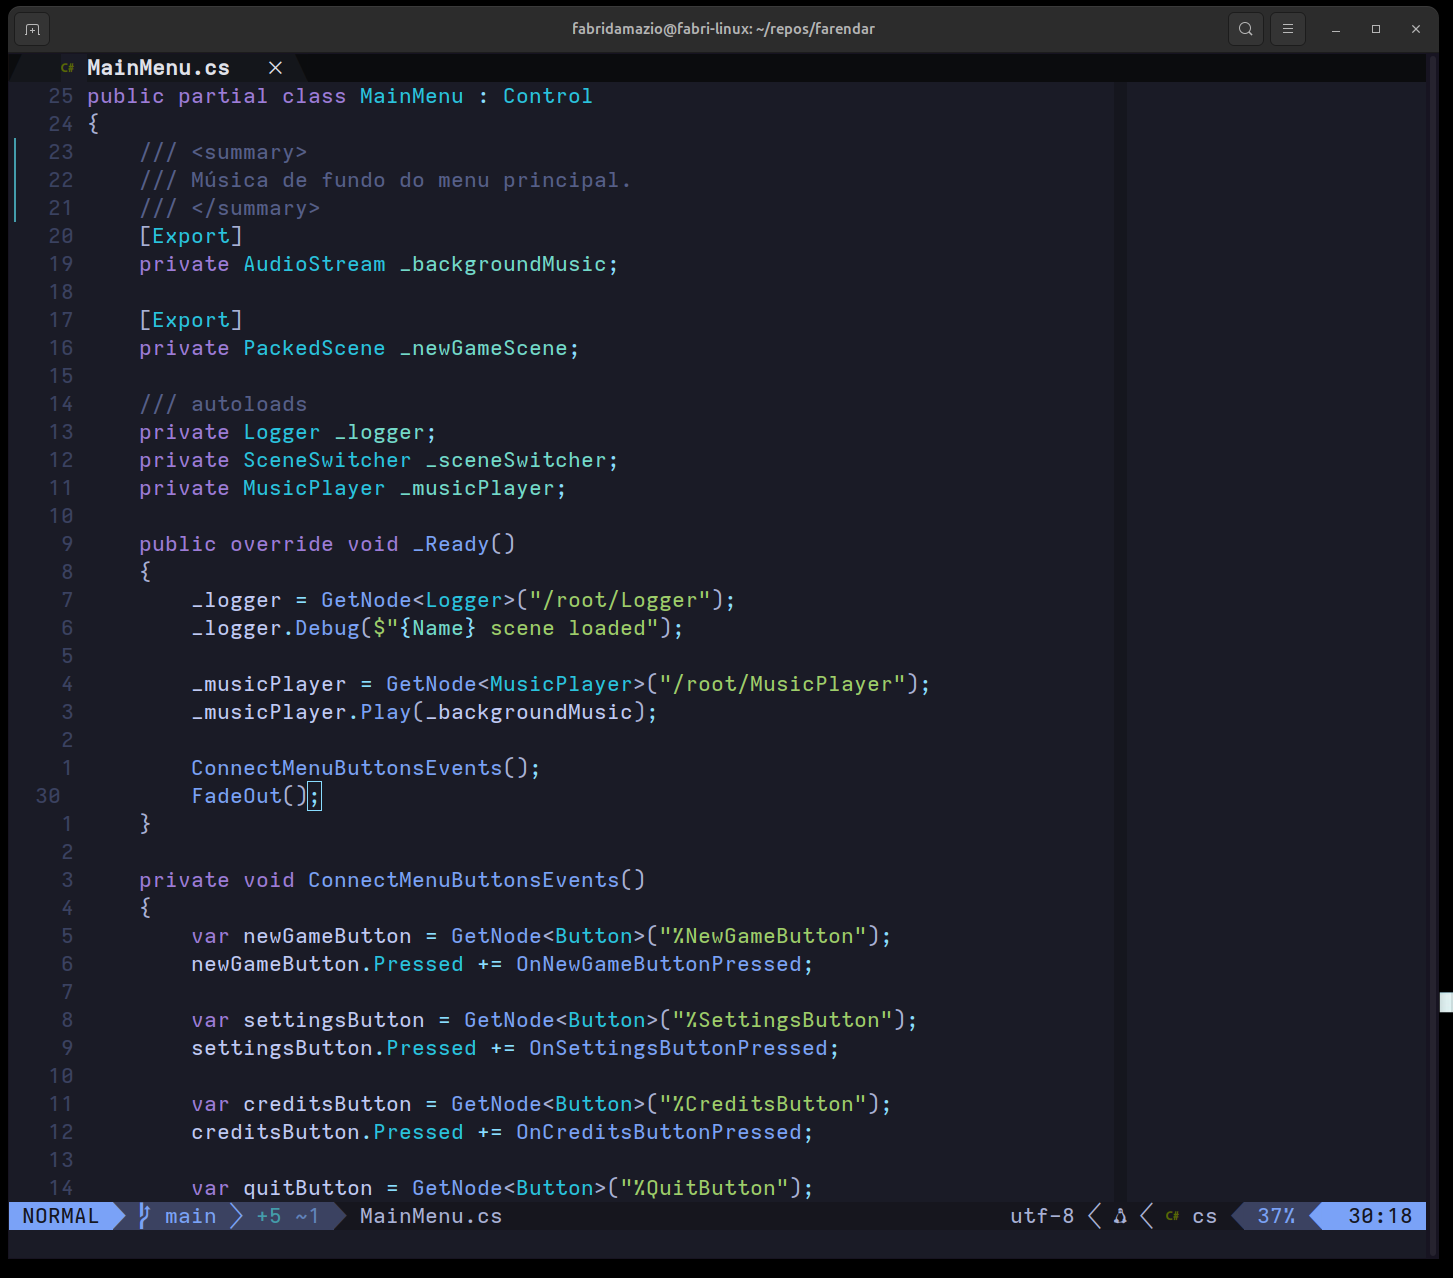 fabridamazio@fabri-linux: ~/repos/farendar
C# MainMenu.cs ×
25 public partial class MainMenu : Control
24 {
23     /// <summary>
22     /// Música de fundo do menu principal.
21     /// </summary>
20     [Export]
19     private AudioStream _backgroundMusic;
18
17     [Export]
16     private PackedScene _newGameScene;
15
14     /// autoloads
13     private Logger _logger;
12     private SceneSwitcher _sceneSwitcher;
11     private MusicPlayer _musicPlayer;
10
9     public override void _Ready()
8     {
7         _logger = GetNode<Logger>("/root/Logger");
6         _logger.Debug($"{Name} scene loaded");
5
4         _musicPlayer = GetNode<MusicPlayer>("/root/MusicPlayer");
3         _musicPlayer.Play(_backgroundMusic);
2
1         ConnectMenuButtonsEvents();
30         FadeOut();
1     }
2
3     private void ConnectMenuButtonsEvents()
4     {
5         var newGameButton = GetNode<Button>("%NewGameButton");
6         newGameButton.Pressed += OnNewGameButtonPressed;
7
8         var settingsButton = GetNode<Button>("%SettingsButton");
9         settingsButton.Pressed += OnSettingsButtonPressed;
10
11         var creditsButton = GetNode<Button>("%CreditsButton");
12         creditsButton.Pressed += OnCreditsButtonPressed;
13
14         var quitButton = GetNode<Button>("%QuitButton");
NORMAL main +5 ~1 MainMenu.cs utf-8 C# cs 37% 30:18